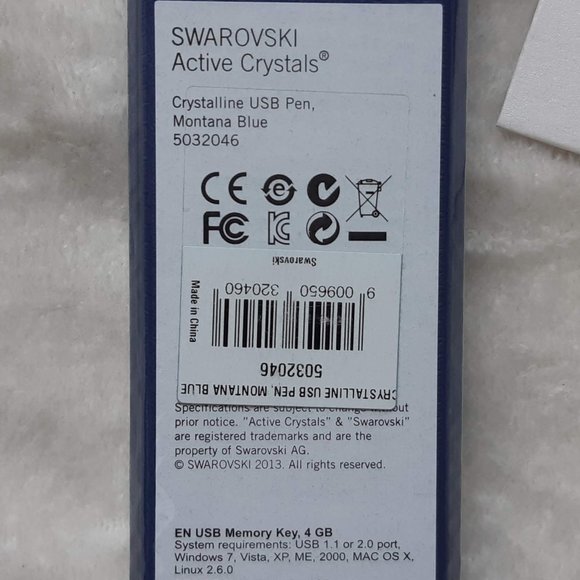 SWAROVSKI
Active Crystals®
Crystalline USB Pen,
Montana Blue
5032046
CE
FC
Swarovski
Made in China
9 009650 320460
5032046
CRYSTALLINE USB PEN, MONTANA BLUE
Specifications are subject to change without
prior notice. "Active Crystals" & "Swarovski"
are registered trademarks and are the
property of Swarovski AG.
© SWAROVSKI 2013. All rights reserved.
EN USB Memory Key, 4 GB
System requirements: USB 1.1 or 2.0 port,
Windows 7, Vista, XP, ME, 2000, MAC OS X,
Linux 2.6.0